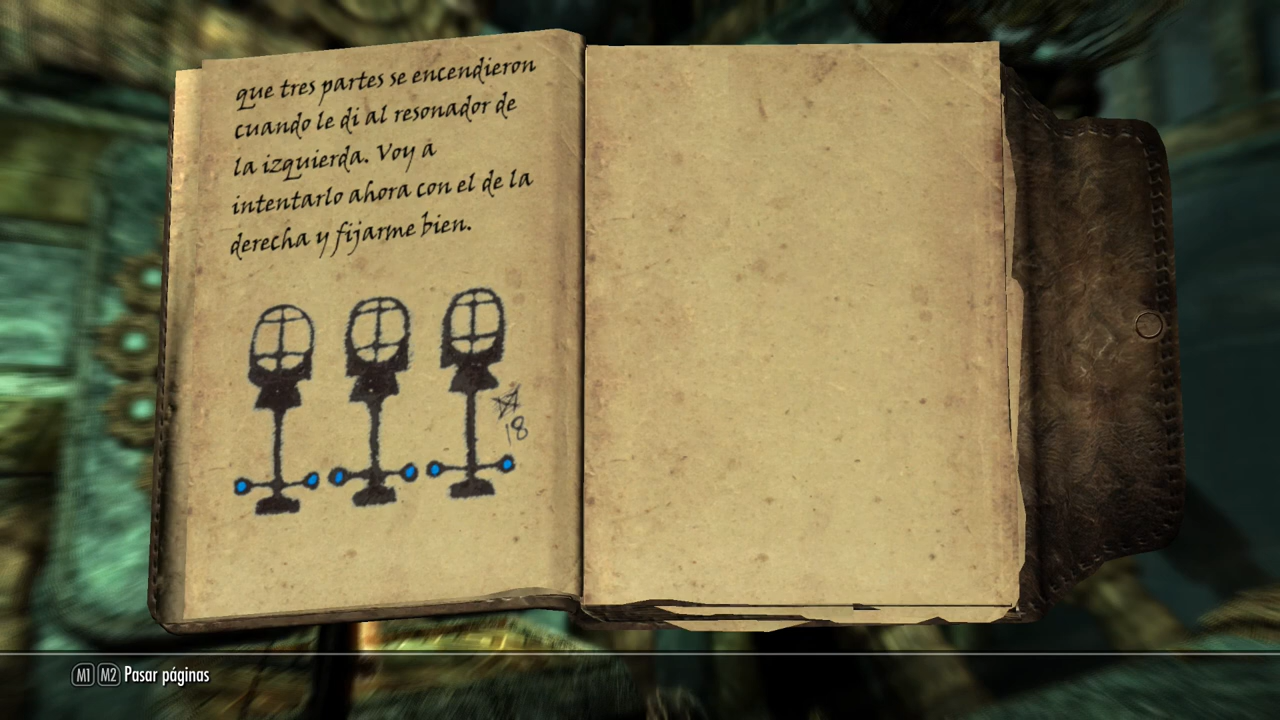 que tres partes se encendieron
cuando le di al resonador de
la izquierda. Voy a
intentarlo ahora con el de la
derecha y fijarme bien.
18
M1 M2 Pasar páginas